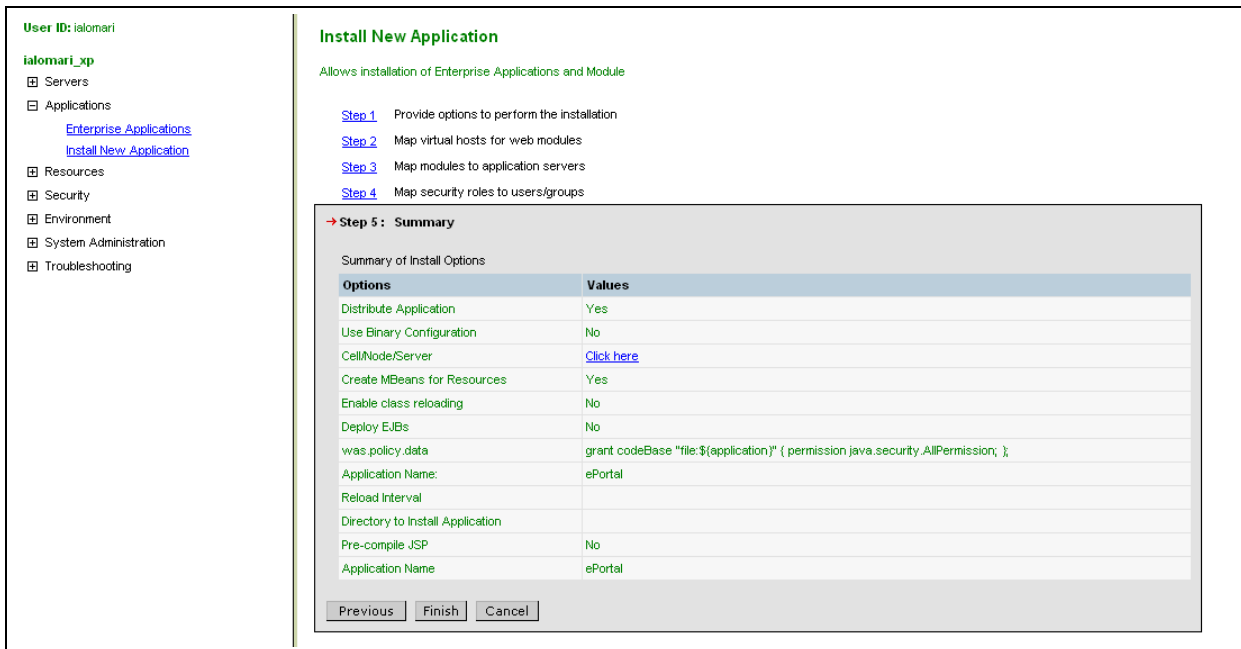 User ID: ialomari
ialomari_xp
Servers
Applications
Enterprise Applications
Install New Application
Resources
Security
Environment
System Administration
Troubleshooting
Install New Application
Allows installation of Enterprise Applications and Module
Step 1 Provide options to perform the installation
Step 2 Map virtual hosts for web modules
Step 3 Map modules to application servers
Step 4 Map security roles to users/groups
→ Step 5 : Summary
Summary of Install Options
Options Values
Distribute Application Yes
Use Binary Configuration No
Cell/Node/Server Click here
Create MBeans for Resources Yes
Enable class reloading No
Deploy EJBs No
was.policy.data grant codeBase "file:${application}" { permission java.security.AllPermission; };
Application Name: ePortal
Reload Interval
Directory to Install Application
Pre-compile JSP No
Application Name ePortal
Previous Finish Cancel